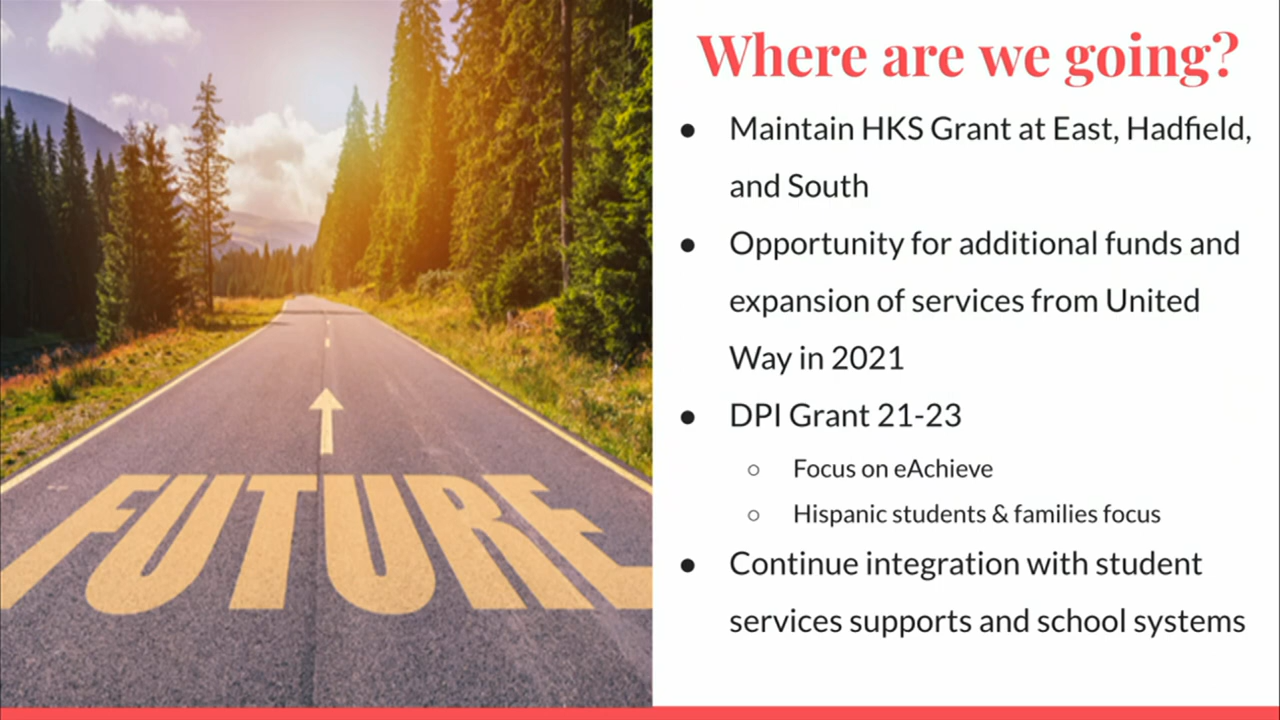 Where are we going?
● Maintain HKS Grant at East, Hadfield,
and South
● Opportunity for additional funds and
expansion of services from United
Way in 2021
● DPI Grant 21-23
○ Focus on eAchieve
○ Hispanic students & families focus
● Continue integration with student
services supports and school systems
FUTURE